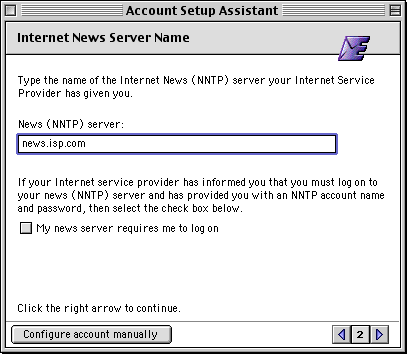 Account Setup Assistant
Internet News Server Name
Type the name of the Internet News (NNTP) server your Internet Service
Provider has given you.
News (NNTP) server:
news.isp.com
If your Internet service provider has informed you that you must log on to
your news (NNTP) server and has provided you with an NNTP account name
and password, then select the check box below.
My news server requires me to log on
Click the right arrow to continue.
Configure account manually
2